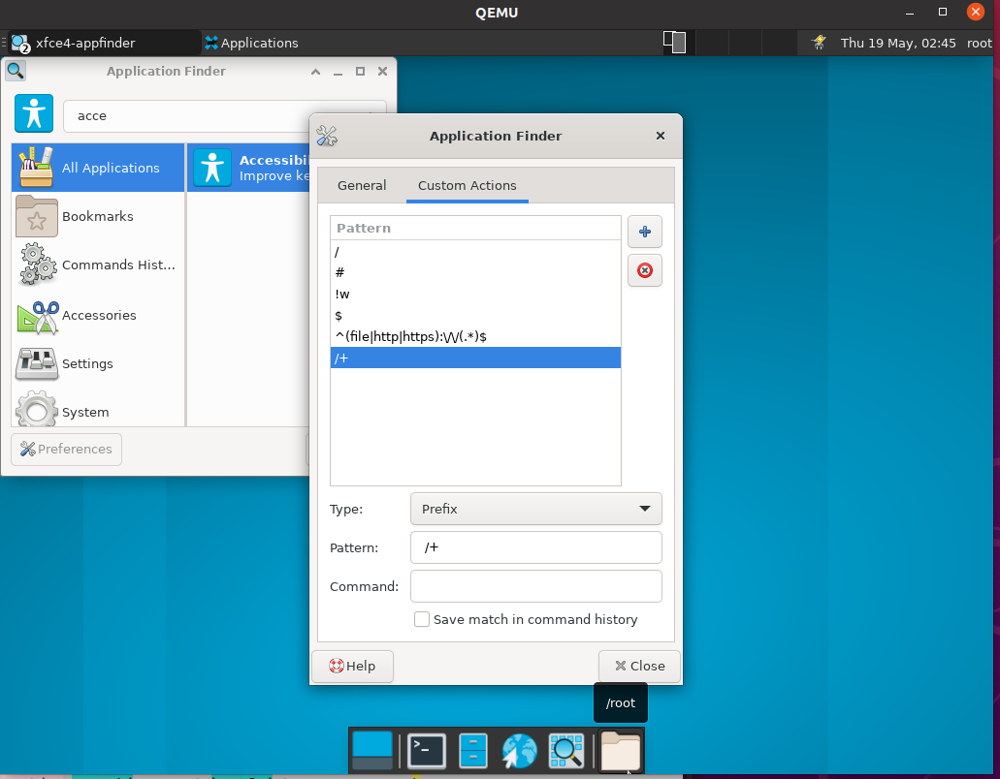 QEMU
2
xfce4-appfinder
Applications
Thu 19 May, 02:45
root
Application Finder
acce
All Applications
Accessibi
Improve ke
Bookmarks
Commands Hist...
Accessories
Settings
System
Preferences
Application Finder
General
Custom Actions
Pattern
/
#
!w
$
^(file|http|https):\/\/(.*)$
/+
Type:
Prefix
Pattern:
/+
Command:
Save match in command history
Help
Close
/root